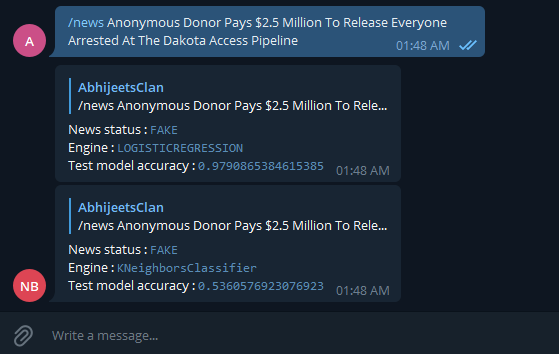 /news Anonymous Donor Pays $2.5 Million To Release Everyone
Arrested At The Dakota Access Pipeline
01:48 AM
A
AbhijeetsClan
/news Anonymous Donor Pays $2.5 Million To Rele...
News status : FAKE
Engine : LOGISTICREGRESSION
Test model accuracy : 0.9790865384615385
01:48 AM
AbhijeetsClan
/news Anonymous Donor Pays $2.5 Million To Rele...
News status : FAKE
Engine : KNeighborsClassifier
Test model accuracy : 0.5360576923076923
01:48 AM
NB
Write a message...